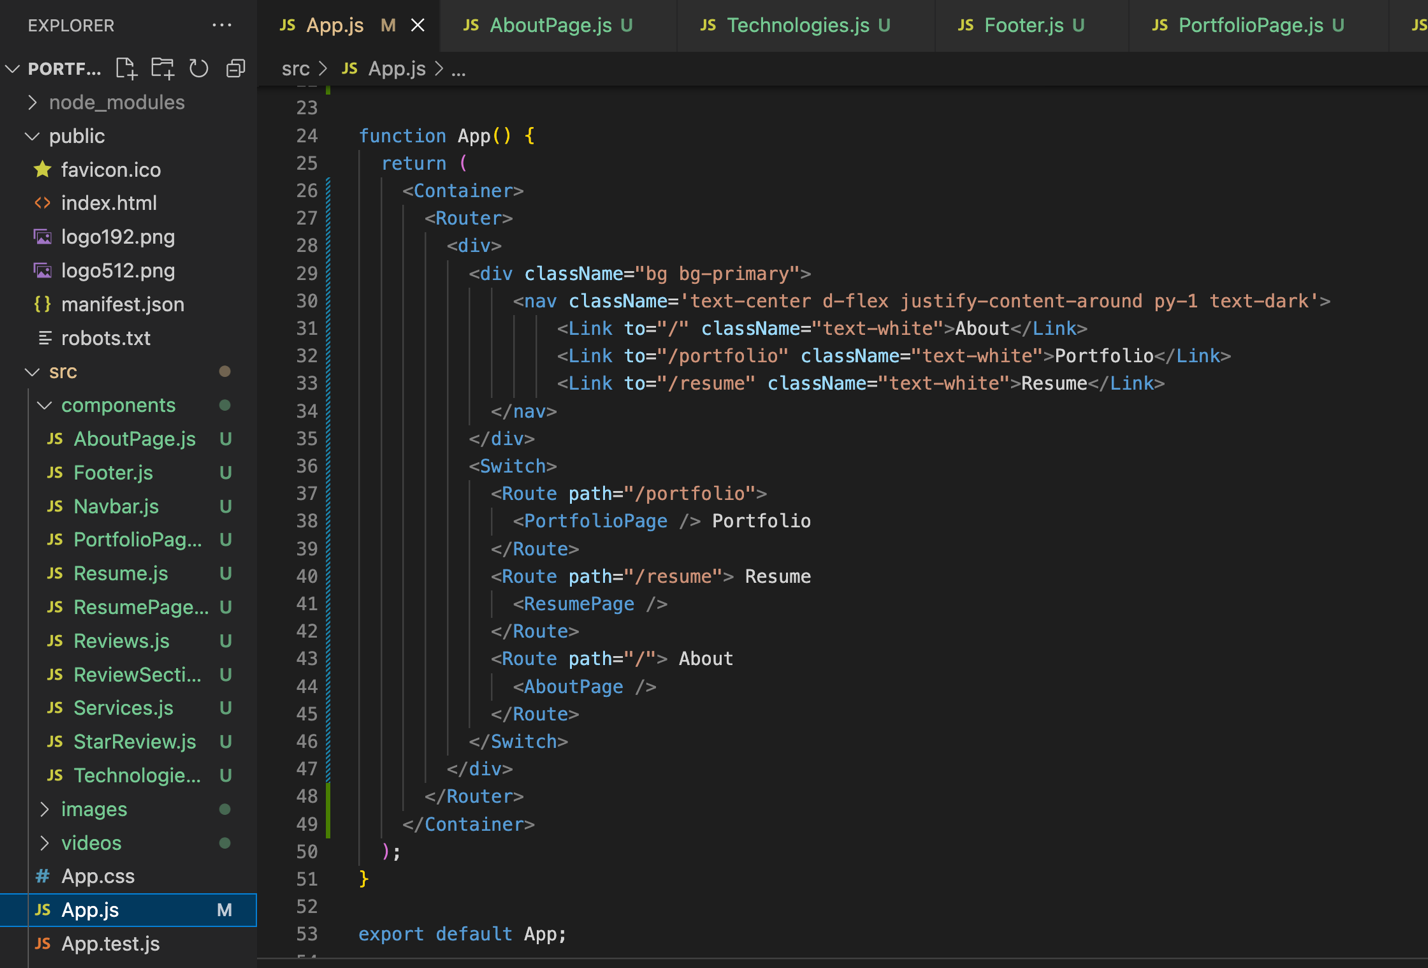 EXPLORER ...
PORTF...
node_modules
public
favicon.ico
index.html
logo192.png
logo512.png
manifest.json
robots.txt
src
components
JS AboutPage.js U
JS Footer.js U
JS Navbar.js U
JS PortfolioPag... U
JS Resume.js U
JS ResumePage... U
JS Reviews.js U
JS ReviewSecti... U
JS Services.js U
JS StarReview.js U
JS Technologie... U
images
videos
# App.css
JS App.js M
JS App.test.js
JS App.js M
JS AboutPage.js U
JS Technologies.js U
JS Footer.js U
JS PortfolioPage.js U
JS
src > JS App.js > ...
23
24 function App() {
25 return (
26 <Container>
27 <Router>
28 <div>
29 <div className="bg bg-primary">
30 <nav className='text-center d-flex justify-content-around py-1 text-dark'>
31 <Link to="/" className="text-white">About</Link>
32 <Link to="/portfolio" className="text-white">Portfolio</Link>
33 <Link to="/resume" className="text-white">Resume</Link>
34 </nav>
35 </div>
36 <Switch>
37 <Route path="/portfolio">
38 <PortfolioPage /> Portfolio
39 </Route>
40 <Route path="/resume"> Resume
41 <ResumePage />
42 </Route>
43 <Route path="/"> About
44 <AboutPage />
45 </Route>
46 </Switch>
47 </div>
48 </Router>
49 </Container>
50 );
51 }
52
53 export default App;